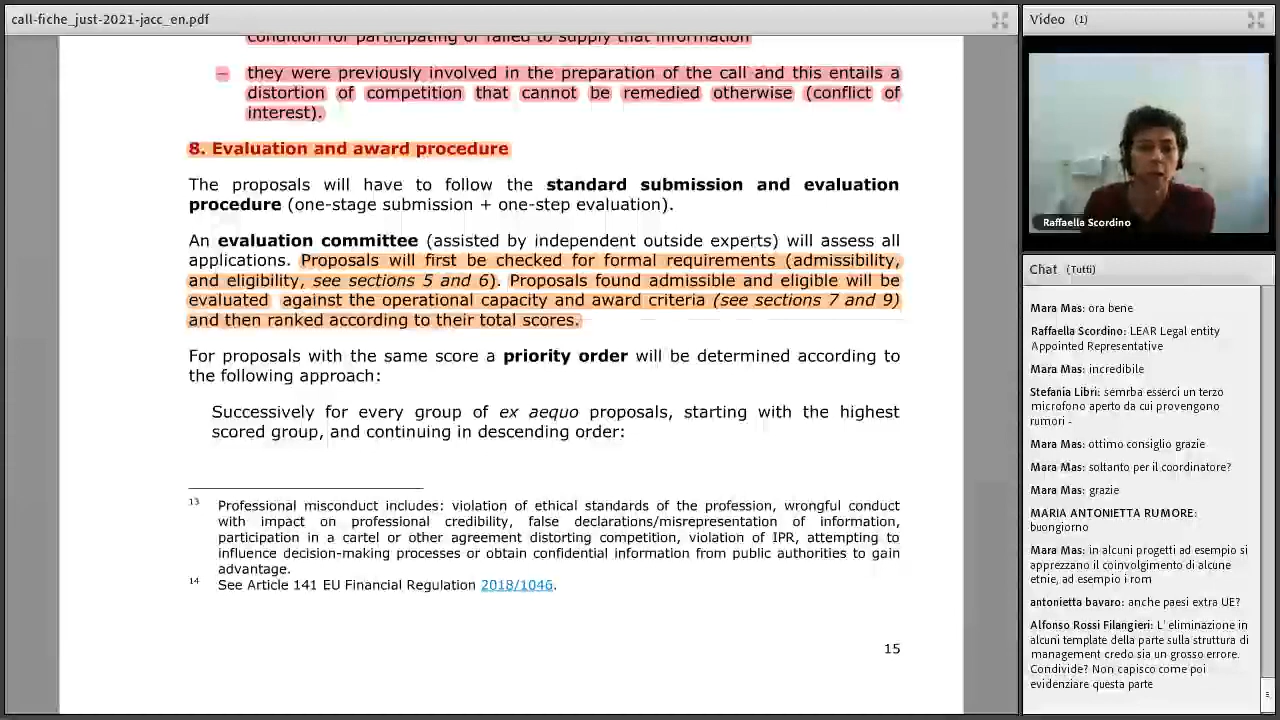 call-fiche_just-2021-jacc_en.pdf
condition for participating or failed to supply that information
– they were previously involved in the preparation of the call and this entails a
distortion of competition that cannot be remedied otherwise (conflict of
interest).
8. Evaluation and award procedure
The proposals will have to follow the standard submission and evaluation
procedure (one-stage submission + one-step evaluation).
An evaluation committee (assisted by independent outside experts) will assess all
applications. Proposals will first be checked for formal requirements (admissibility,
and eligibility, see sections 5 and 6). Proposals found admissible and eligible will be
evaluated against the operational capacity and award criteria (see sections 7 and 9)
and then ranked according to their total scores.
For proposals with the same score a priority order will be determined according to
the following approach:
Successively for every group of ex aequo proposals, starting with the highest
scored group, and continuing in descending order:
13 Professional misconduct includes: violation of ethical standards of the profession, wrongful conduct
with impact on professional credibility, false declarations/misrepresentation of information,
participation in a cartel or other agreement distorting competition, violation of IPR, attempting to
influence decision-making processes or obtain confidential information from public authorities to gain
advantage.
14 See Article 141 EU Financial Regulation 2018/1046.
15
Video (1)
Raffaella Scordino
Chat (Tutti)
Mara Mas: ora bene
Raffaella Scordino: LEAR Legal entity
Appointed Representative
Mara Mas: incredibile
Stefania Libri: semrba esserci un terzo
microfono aperto da cui provengono
rumori -
Mara Mas: ottimo consiglio grazie
Mara Mas: soltanto per il coordinatore?
Mara Mas: grazie
MARIA ANTONIETTA RUMORE:
buongiorno
Mara Mas: in alcuni progetti ad esempio si
apprezzano il coinvolgimento di alcune
etnie, ad esempio i rom
antonietta bavaro: anche paesi extra UE?
Alfonso Rossi Filangieri: L' eliminazione in
alcuni template della parte sulla struttura di
management credo sia un grosso errore.
Condivide? Non capisco come poi
evidenziare questa parte